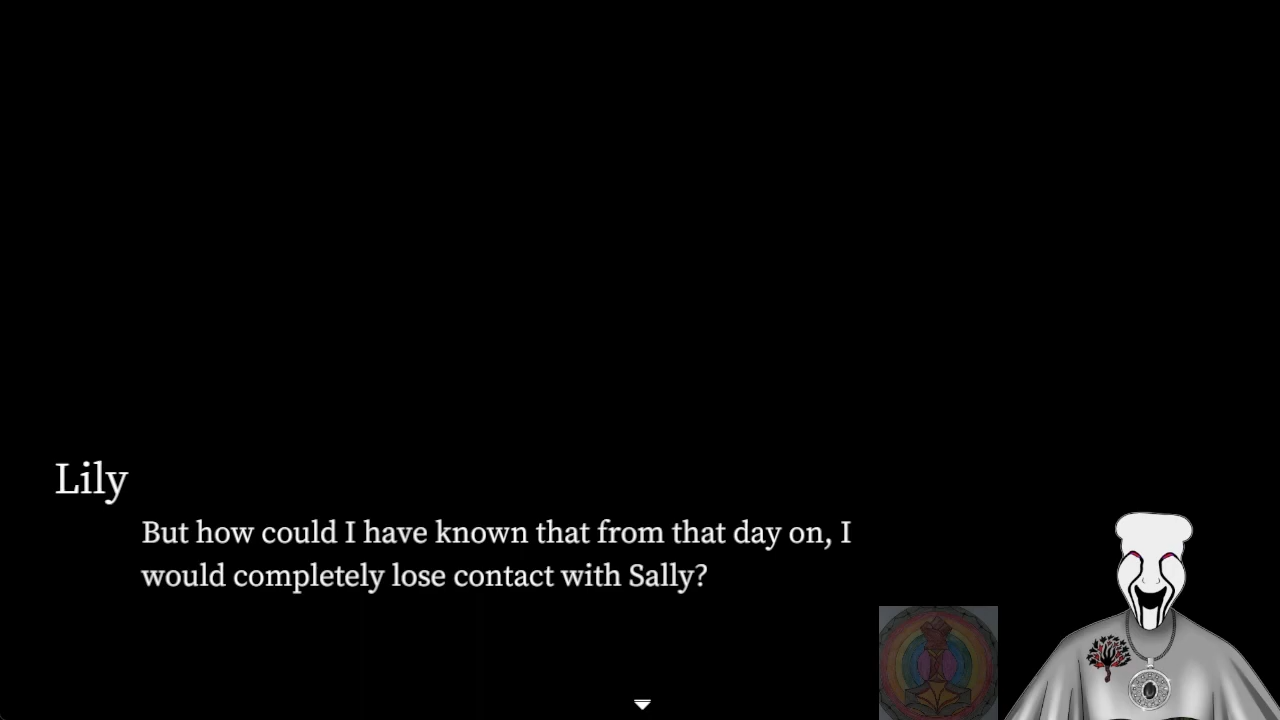 Lily
But how could I have known that from that day on, I
would completely lose contact with Sally?